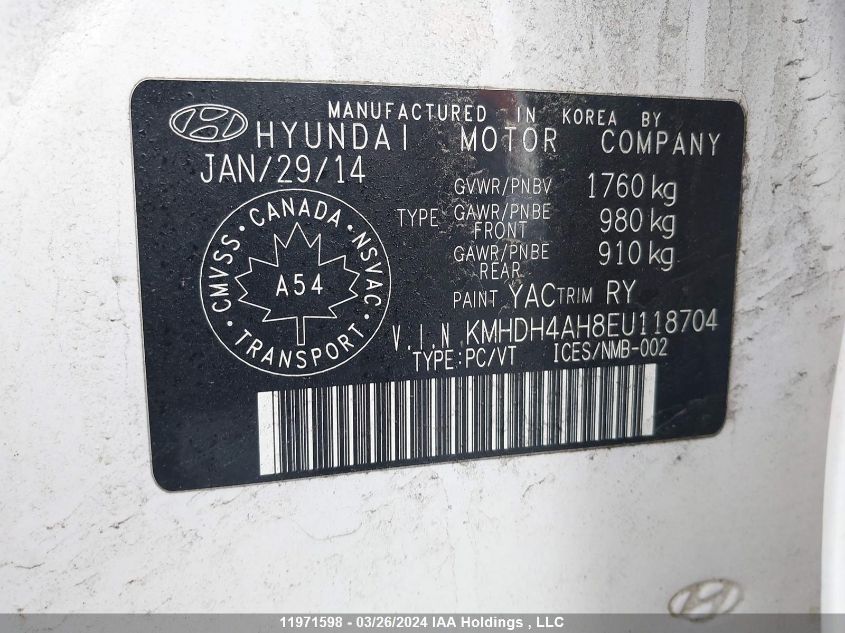 MANUFACTURED IN KOREA BY
HYUNDAI MOTOR COMPANY
JAN/29/14
GVWR/PNBV 1760 kg
TYPE GAWR/PNBE FRONT 980 kg
GAWR/PNBE REAR 910 kg
CMVSS · CANADA · NSVAC · TRANSPORT ·
A54
PAINT YAC TRIM RY
V.I.N KMHDH4AH8EU118704
TYPE:PC/VT ICES/NMB-002
11971598 - 03/26/2024 IAA Holdings , LLC